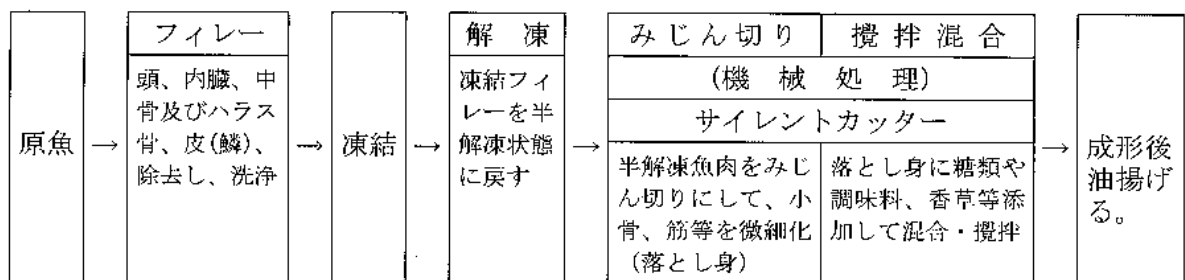 原魚
→
フィレー
頭、内臓、中
骨及びハラス
骨、皮(鱗)、
除去し、洗浄
→
凍結
→
解 凍
凍結フィ
レーを半
解凍状態
に戻す
→
みじん切り
攪拌混合
(機 械 処 理)
サイレントカッター
半解凍魚肉をみじ
ん切りにして、小
骨、筋等を微細化
(落とし身)
落とし身に糖類や
調味料、香草等添
加して混合・攪拌
→
成形後
油揚げ
る。